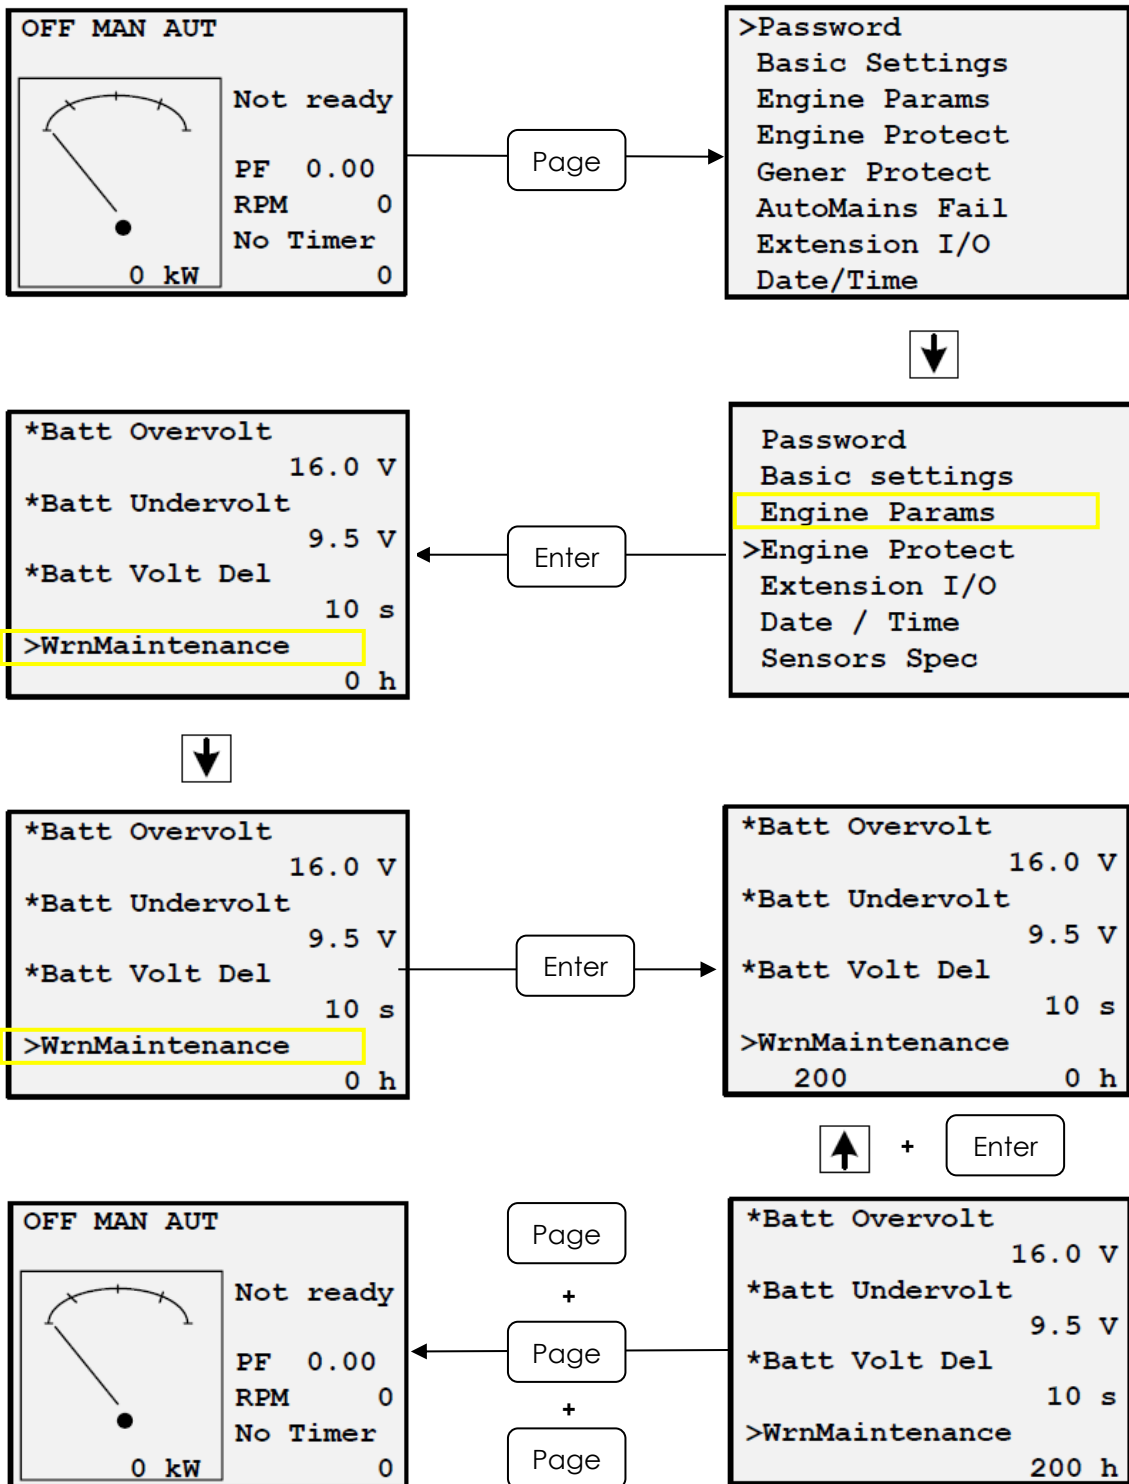 OFF MAN AUT
Not ready
PF 0.00
RPM 0
No Timer
0 kW 0
Page
>Password
Basic Settings
Engine Params
Engine Protect
Gener Protect
AutoMains Fail
Extension I/O
Date/Time
*Batt Overvolt
16.0 V
*Batt Undervolt
9.5 V
*Batt Volt Del
10 s
>WrnMaintenance
0 h
Enter
Password
Basic settings
Engine Params
>Engine Protect
Extension I/O
Date / Time
Sensors Spec
*Batt Overvolt
16.0 V
*Batt Undervolt
9.5 V
*Batt Volt Del
10 s
>WrnMaintenance
0 h
Enter
*Batt Overvolt
16.0 V
*Batt Undervolt
9.5 V
*Batt Volt Del
10 s
>WrnMaintenance
200 0 h
+ Enter
OFF MAN AUT
Not ready
PF 0.00
RPM 0
No Timer
0 kW 0
Page
+
Page
+
Page
*Batt Overvolt
16.0 V
*Batt Undervolt
9.5 V
*Batt Volt Del
10 s
>WrnMaintenance
200 h